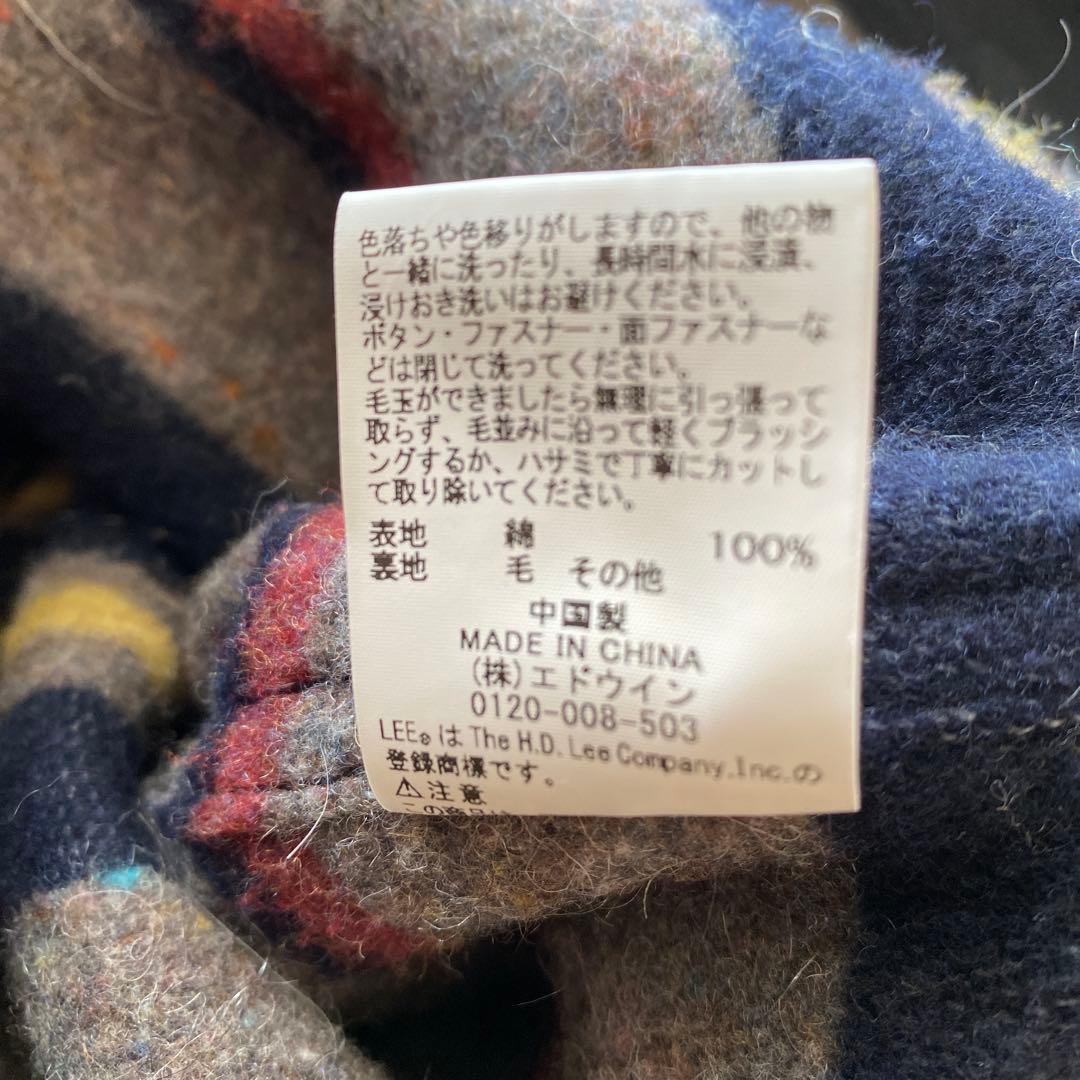 色落ちや色移りがしますので、他の物
と一緒に洗ったり、長時間水に浸漬、
浸けおき洗いはお避けください。
ボタン・ファスナー・面ファスナーな
どは閉じて洗ってください。
毛玉ができましたら無理に引っ張って
取らず、毛並みに沿って軽くブラッシ
ングするか、ハサミで丁寧にカットし
て取り除いてください。
表地 綿 100%
裏地 毛 その他
中国製
MADE IN CHINA
(株)エドウイン
0120-008-503
LEE®は The H.D. Lee Company, Inc. の
登録商標です。
⚠注意
この商品は